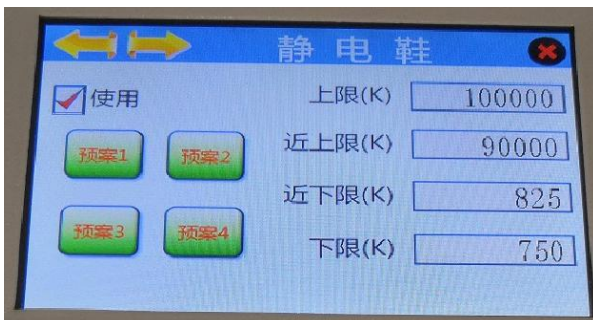 静电鞋
使用
上限(K) 100000
预案1 预案2
近上限(K) 90000
近下限(K) 825
预案3 预案4
下限(K) 750